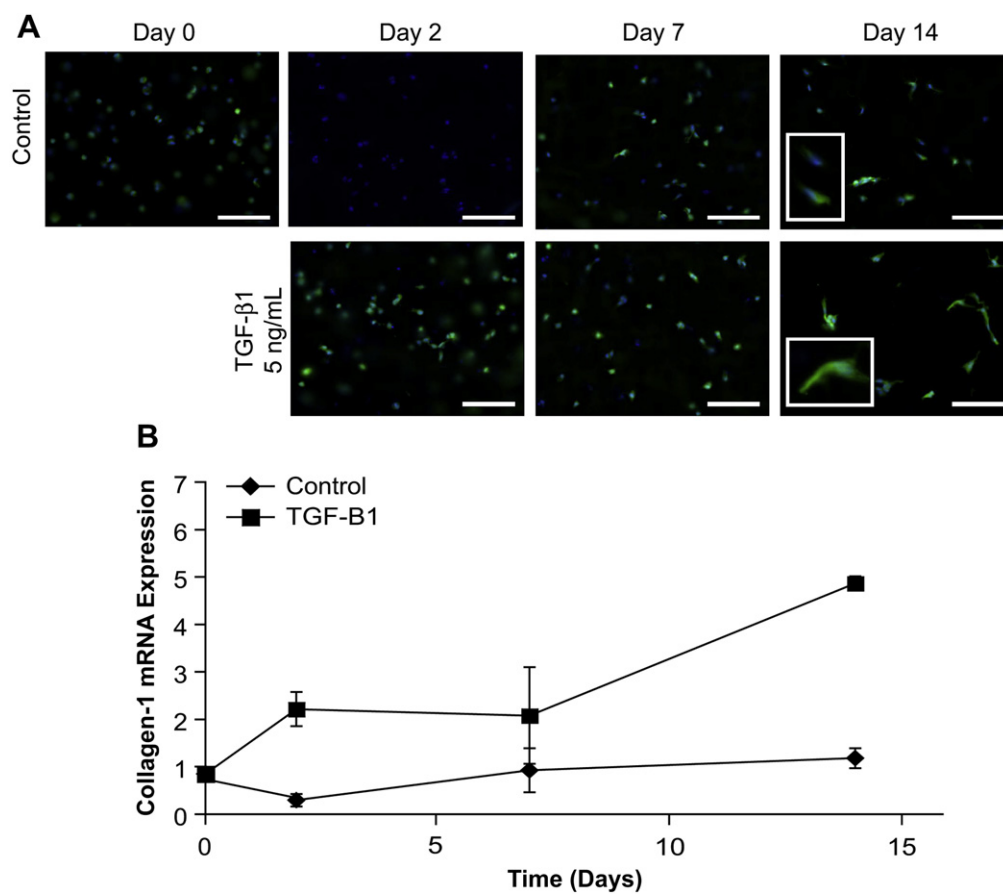 A
Day 0
Day 2
Day 7
Day 14
Control
TGF-β1
5 ng/mL
B
Control
TGF-B1
Collagen-1 mRNA Expression
7
6
5
4
3
2
1
0
0
5
10
15
Time (Days)